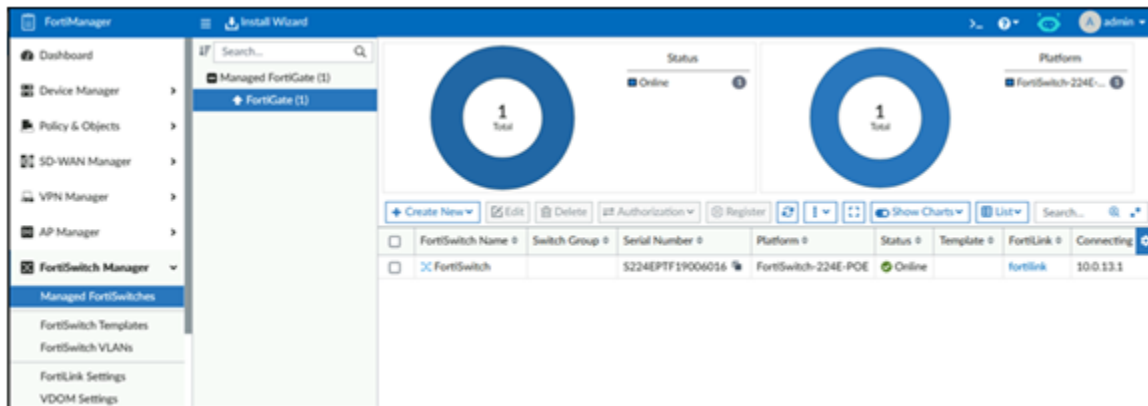 FortiManager
Install Wizard
admin
Dashboard
Device Manager
Policy & Objects
SD-WAN Manager
VPN Manager
AP Manager
FortiSwitch Manager
Managed FortiSwitches
FortiSwitch Templates
FortiSwitch VLANs
FortiLink Settings
VDOM Settings
Search...
Managed FortiGate (1)
FortiGate (1)
1
Total
Status
Online 1
1
Total
Platform
FortiSwitch-224E-... 1
Create New Edit Delete Authorization Register Show Charts List Search...
FortiSwitch Name Switch Group Serial Number Platform Status Template FortiLink Connecting
FortiSwitch S224EPTF19006016 FortiSwitch-224E-POE Online fortilink 10.0.13.1